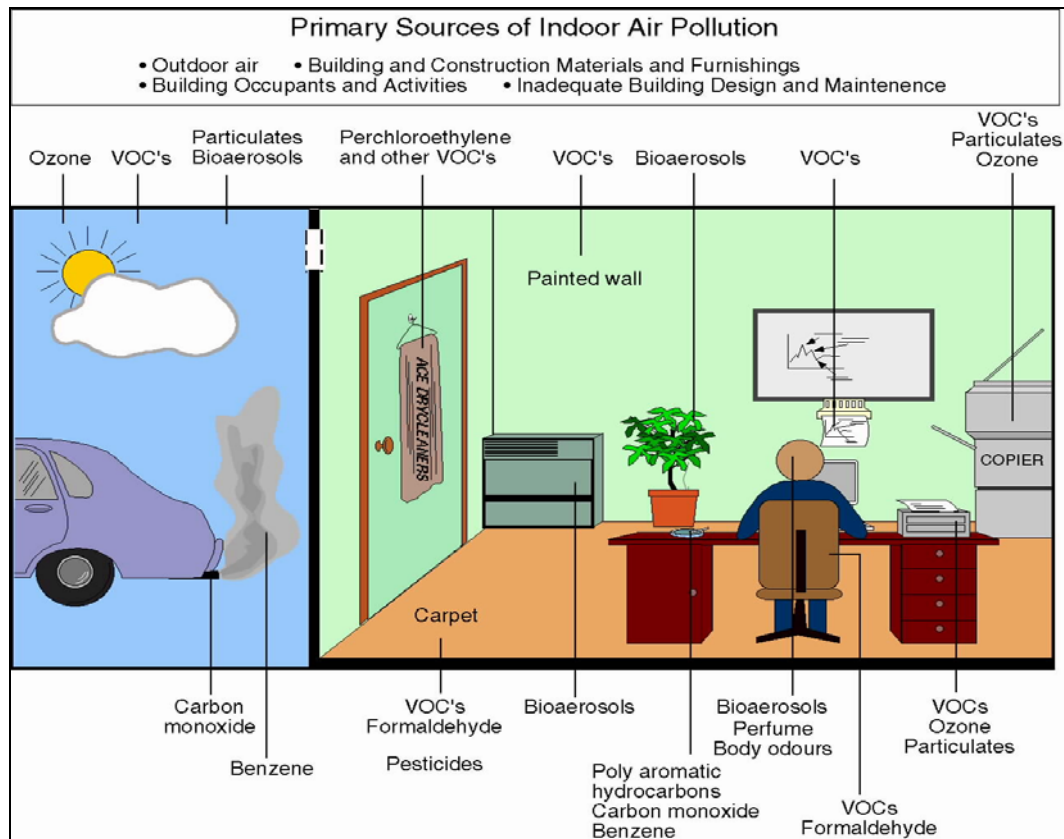 Primary Sources of Indoor Air Pollution
• Outdoor air • Building and Construction Materials and Furnishings
• Building Occupants and Activities • Inadequate Building Design and Maintenence
Ozone
VOC's
Particulates
Bioaerosols
Perchloroethylene
and other VOC's
VOC's
Bioaerosols
VOC's
VOC's
Particulates
Ozone
Painted wall
ACE DRYCLEANERS
COPIER
Carpet
Carbon
monoxide
Benzene
VOC's
Formaldehyde
Pesticides
Bioaerosols
Poly aromatic
hydrocarbons
Carbon monoxide
Benzene
Bioaerosols
Perfume
Body odours
VOCs
Formaldehyde
VOCs
Ozone
Particulates